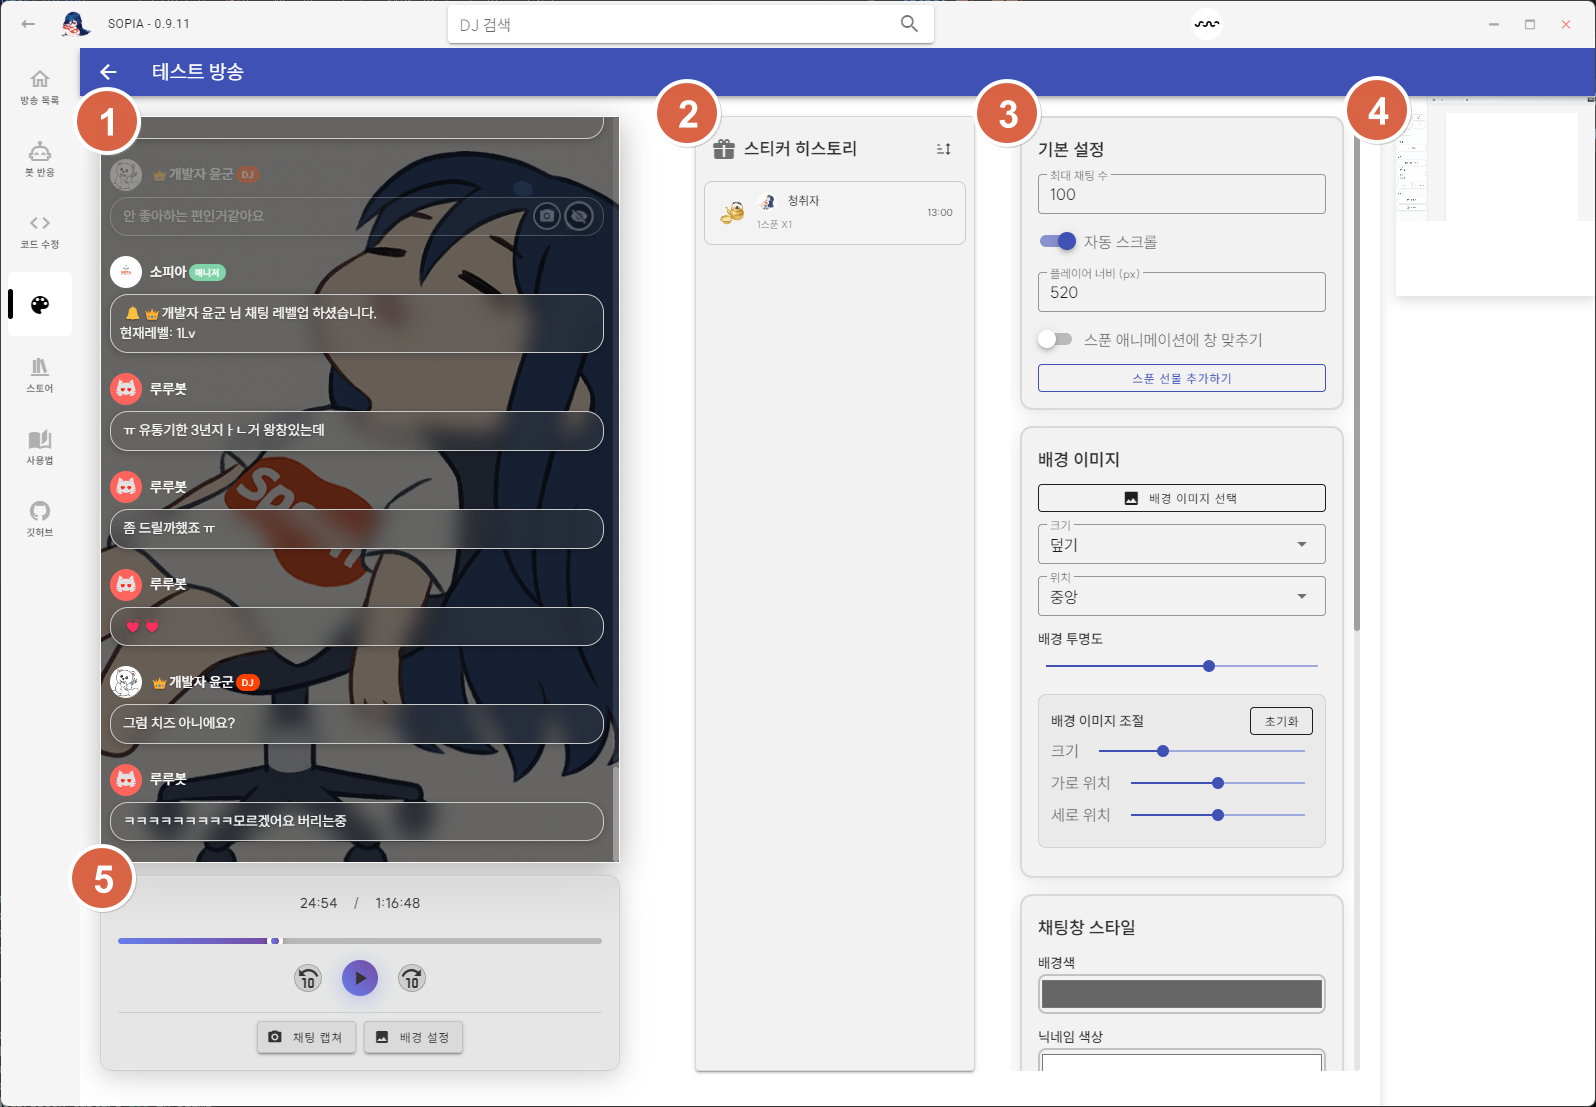 SOPIA - 0.9.11
DJ 검색
테스트 방송
방송 목록
봇 반응
코드 수정
스토어
사용법
깃허브
1
개발자 윤군 DJ
안 좋아하는 편인거같아요
소피아 매니저
🔔 👑 개발자 윤군 님 채팅 레벨업 하셨습니다.
현재레벨: 1Lv
루루봇
ㅠ 유통기한 3년지ㅏㄴ거 왕창있는데
루루봇
좀 드릴까했죠 ㅠ
루루봇
💓 💓
👑 개발자 윤군 DJ
그럼 치즈 아니에요?
루루봇
ㅋㅋㅋㅋㅋㅋㅋㅋㅋ모르겠어요 버리는중
Spoon
5
24:54 / 1:16:48
10
10
채팅 캡쳐
배경 설정
2
스티커 히스토리
청취자
1스푼 X1
13:00
3
기본 설정
최대 채팅 수
100
자동 스크롤
플레이어 너비 (px)
520
스푼 애니메이션에 창 맞추기
스푼 선물 추가하기
배경 이미지
배경 이미지 선택
크기
덮기
위치
중앙
배경 투명도
배경 이미지 조절
초기화
크기
가로 위치
세로 위치
채팅창 스타일
배경색
닉네임 색상
4